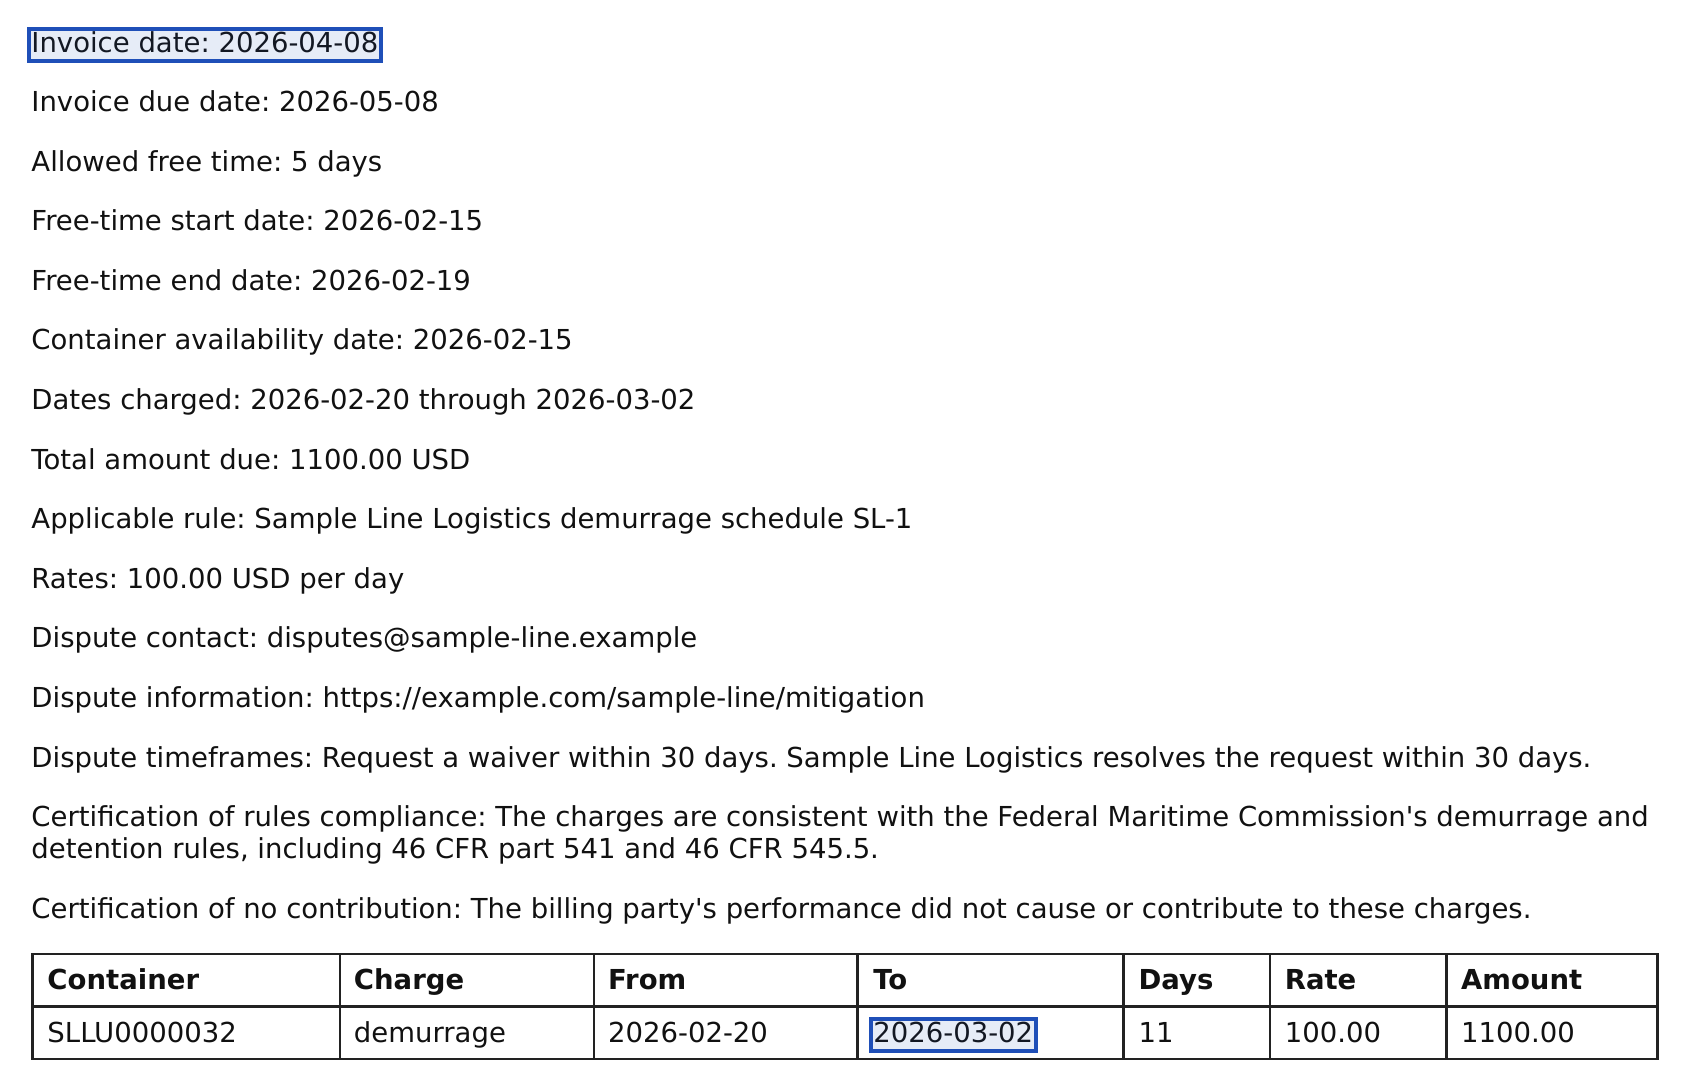 Invoice date: 2026-04-08
Invoice due date: 2026-05-08
Allowed free time: 5 days
Free-time start date: 2026-02-15
Free-time end date: 2026-02-19
Container availability date: 2026-02-15
Dates charged: 2026-02-20 through 2026-03-02
Total amount due: 1100.00 USD
Applicable rule: Sample Line Logistics demurrage schedule SL-1
Rates: 100.00 USD per day
Dispute contact: disputes@sample-line.example
Dispute information: https://example.com/sample-line/mitigation
Dispute timeframes: Request a waiver within 30 days. Sample Line Logistics resolves the request within 30 days.
Certification of rules compliance: The charges are consistent with the Federal Maritime Commission's demurrage and
detention rules, including 46 CFR part 541 and 46 CFR 545.5.
Certification of no contribution: The billing party's performance did not cause or contribute to these charges.
Container Charge From To Days Rate Amount
SLLU0000032 demurrage 2026-02-20 2026-03-02 11 100.00 1100.00